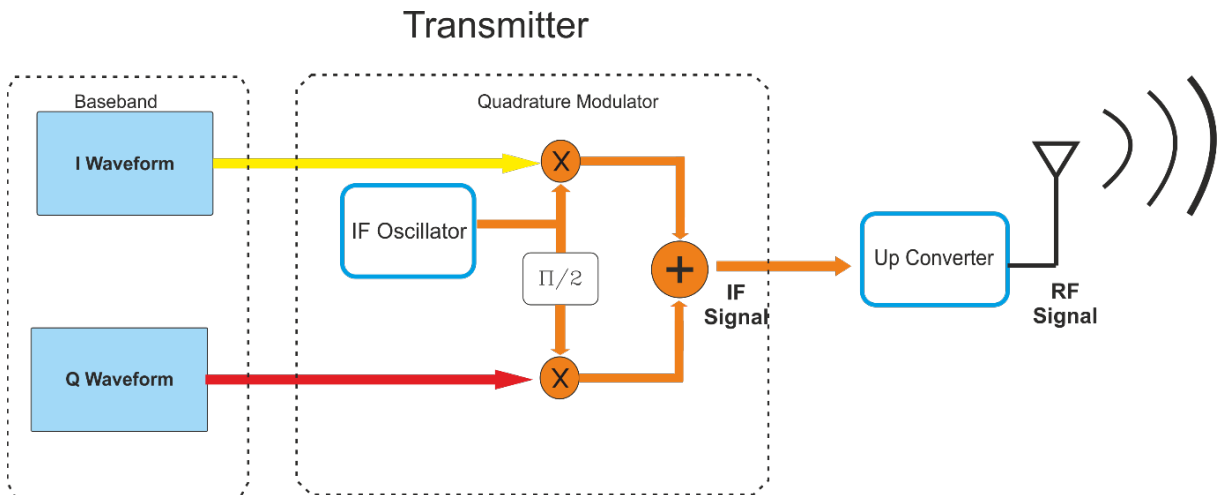 Transmitter
Baseband
Quadrature Modulator
I Waveform
X
IF Oscillator
Π/2
+
Up Converter
IF
Signal
RF
Signal
Q Waveform
X